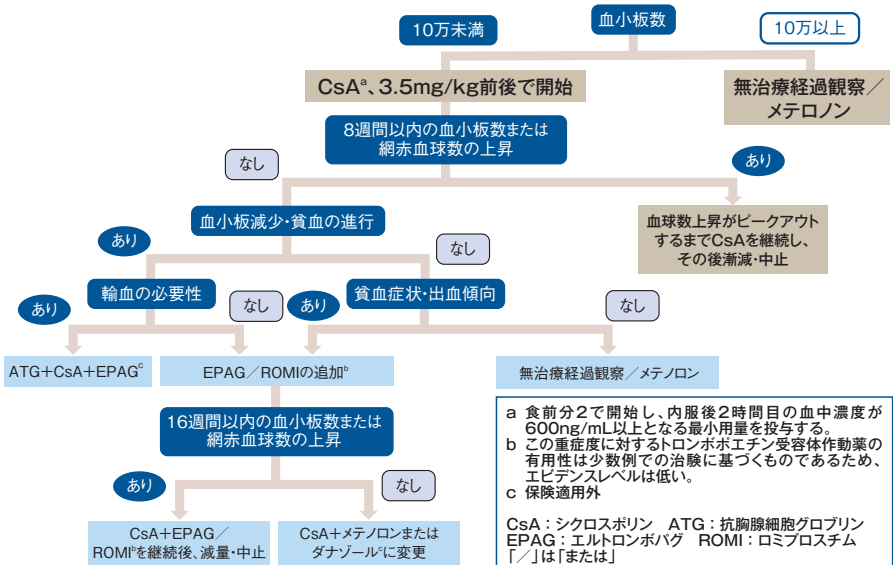 血小板数
10万未満
10万以上
CsAᵃ、3.5mg/kg前後で開始
無治療経過観察／
メテロノン
8週間以内の血小板数または
網赤血球数の上昇
なし
あり
血小板減少・貧血の進行
血球数上昇がピークアウト
するまでCsAを継続し、
その後漸減・中止
あり
なし
輸血の必要性
貧血症状・出血傾向
あり
なし
あり
なし
ATG＋CsA＋EPAGᶜ
EPAG／ROMIの追加ᵇ
無治療経過観察／メテノロン
16週間以内の血小板数または
網赤血球数の上昇
あり
なし
CsA＋EPAG／
ROMIᵇを継続後、減量・中止
CsA＋メテノロンまたは
ダナゾールᶜに変更
a 食前分2で開始し、内服後2時間目の血中濃度が
600ng/mL以上となる最小用量を投与する。
b この重症度に対するトロンボポエチン受容体作動薬の
有用性は少数例での治験に基づくものであるため、
エビデンスレベルは低い。
c 保険適用外
CsA：シクロスポリン ATG：抗胸腺細胞グロブリン
EPAG：エルトロンボパグ ROMI：ロミプロスチム
「／」は「または」